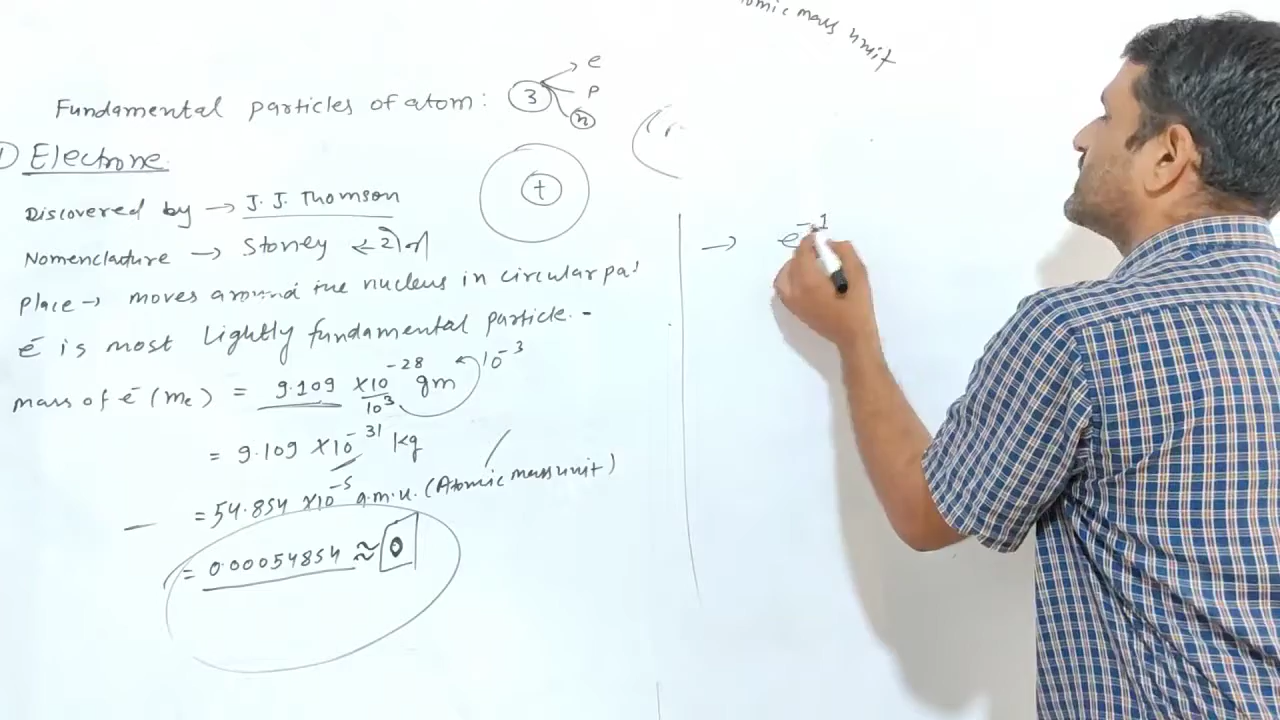 omic mass unit
Fundamental particles of atom: 3 e
p
n
1) Electrone
+
Discovered by → J. J. Thomson
Nomenclature → Stoney ←
Place → moves around the nucleus in circular pa
e⁻ is most Lightly fundamental particle.-
mass of e⁻ (me) = 9.109 ×10⁻²⁸/10³ gm 10⁻³
= 9.109 ×10⁻³¹ kg
= 54.854 ×10⁻⁵ a.m.u. (Atomic mass unit)
= 0.00054854 ≈ 0
→ e⁻¹